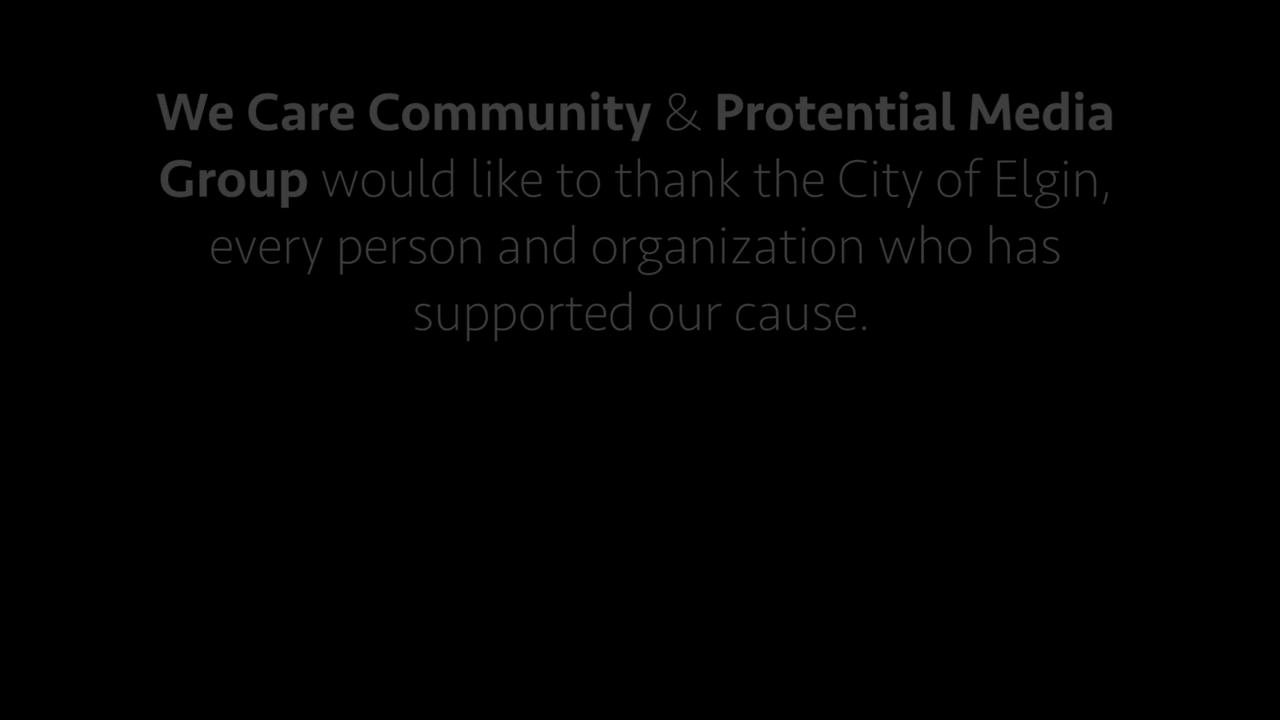 We Care Community & Protential Media
Group would like to thank the City of Elgin,
every person and organization who has
supported our cause.